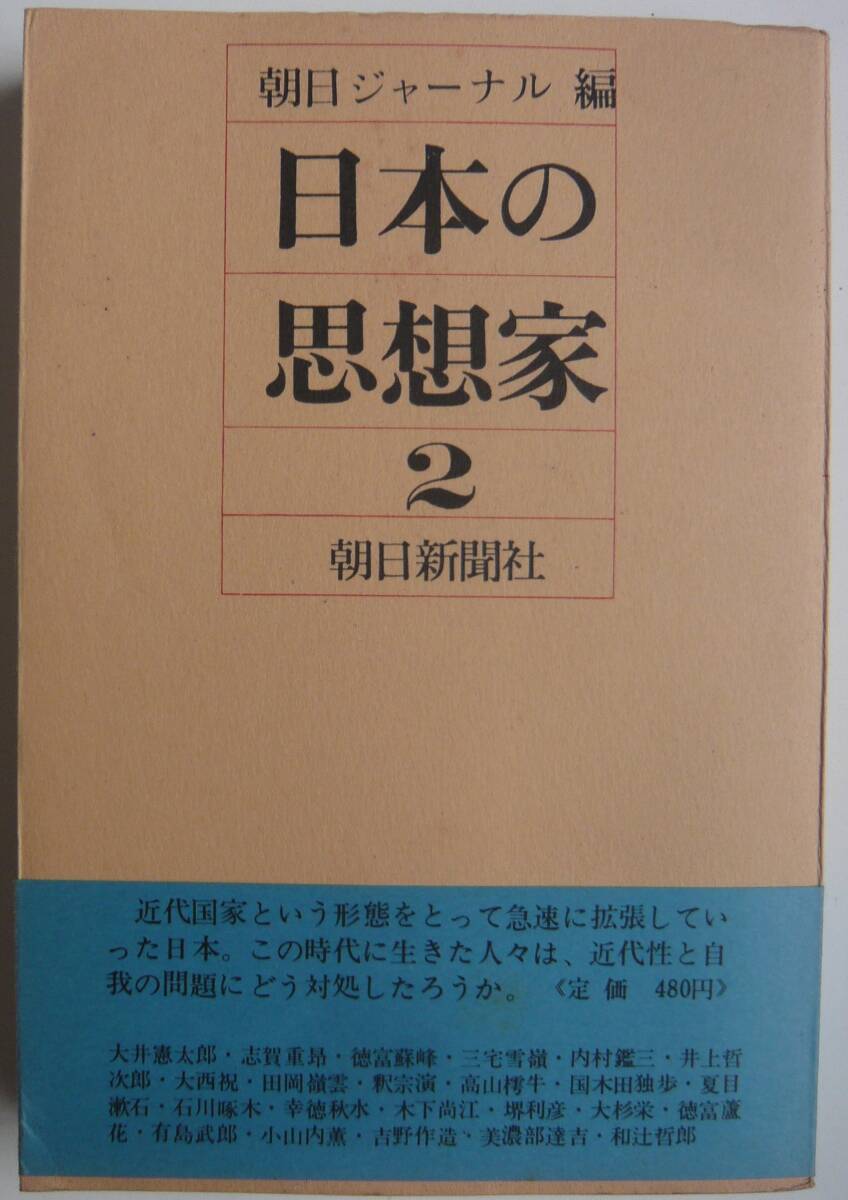 朝日ジャーナル 編
日本の
思想家
2
朝日新聞社
近代国家という形態をとって急速に拡張してい
った日本。この時代に生きた人々は、近代性と自
我の問題にどう対処したろうか。 《定 価 480円》
大井憲太郎・志賀重昂・徳富蘇峰・三宅雪嶺・内村鑑三・井上哲
次郎・大西祝・田岡嶺雲・釈宗演・高山樗牛・国木田独歩・夏目
漱石・石川啄木・幸徳秋水・木下尚江・堺利彦・大杉栄・徳富蘆
花・有島武郎・小山内薫・吉野作造・美濃部達吉・和辻哲郎